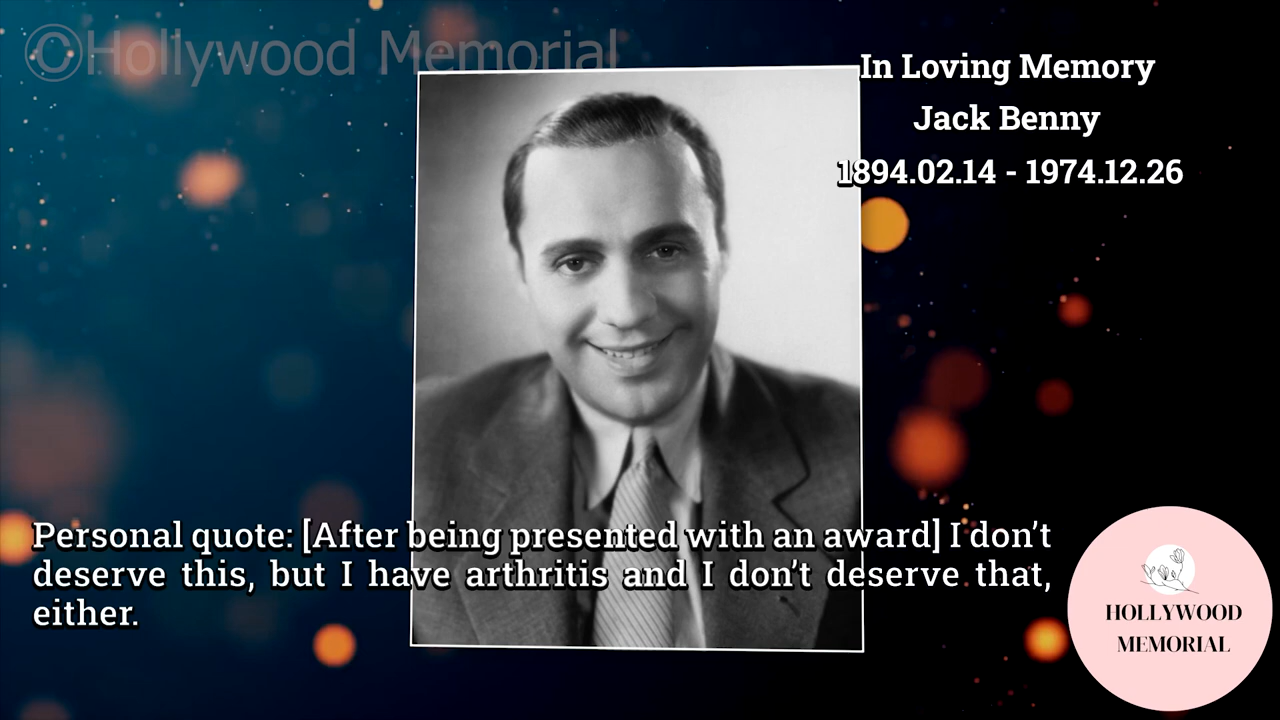 ©Hollywood Memorial
In Loving Memory
Jack Benny
1894.02.14 - 1974.12.26
Personal quote: [After being presented with an award] I don’t
deserve this, but I have arthritis and I don’t deserve that,
either.
HOLLYWOOD
MEMORIAL